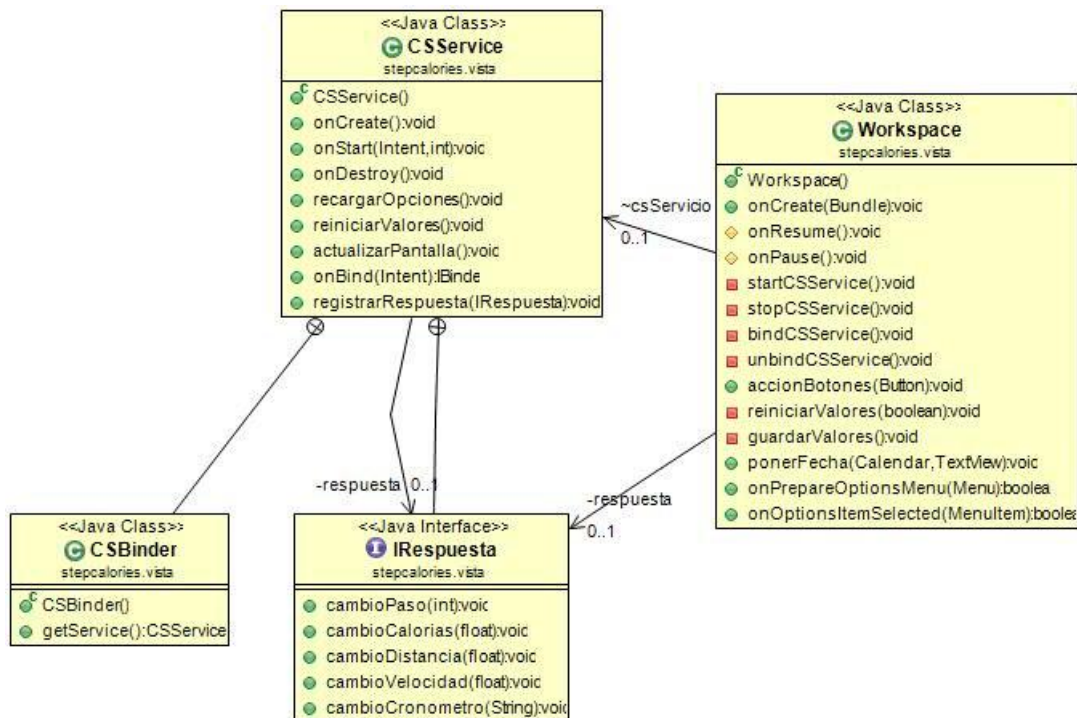 <<Java Class>>
CSService
stepcalories.vista
CSService()
onCreate():void
onStart(Intent,int):voic
onDestroy():void
recargarOpciones():void
reiniciarValores():void
actualizarPantalla():voic
onBind(Intent):IBinde
registrarRespuesta(IRespuesta):void
<<Java Class>>
Workspace
stepcalories.vista
Workspace()
onCreate(Bundle):voic
onResume():void
onPause():void
startCSService():void
stopCSService():void
bindCSService():void
unbindCSService():void
accionBotones(Button):void
reiniciarValores(boolean):void
guardarValores():void
ponerFecha(Calendar,TextView):void
onPrepareOptionsMenu(Menu):boolea
onOptionsItemSelected(MenuItem):boolea
~csServicio
0..1
-respuesta 0..1
-respuesta
0..1
<<Java Class>>
CSBinder
stepcalories.vista
CSBinder()
getService():CSService
<<Java Interface>>
IRespuesta
stepcalories.vista
cambioPaso(int):voic
cambioCalorias(float):void
cambioDistancia(float):void
cambioVelocidad(float):void
cambioCronometro(String):voic